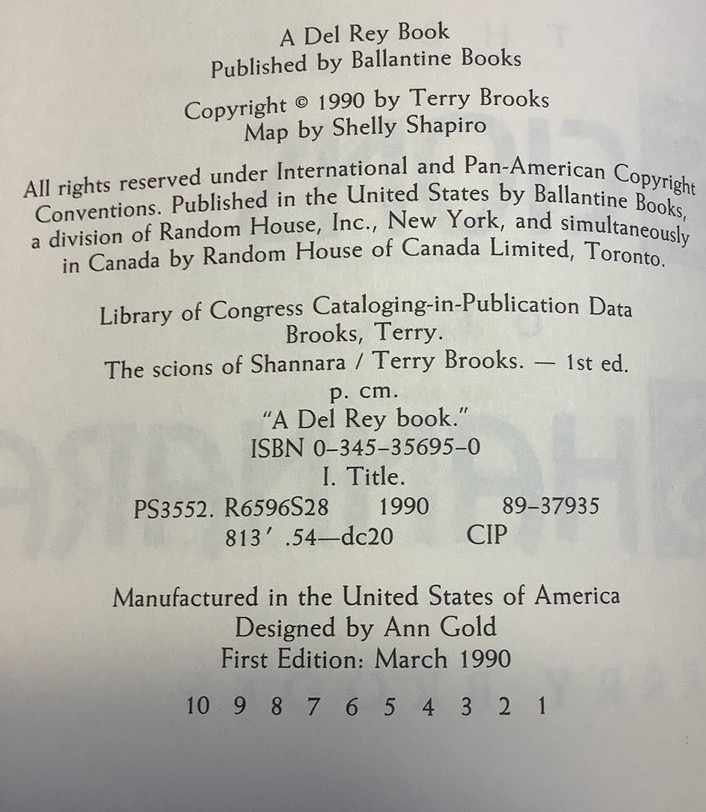 A Del Rey Book
Published by Ballantine Books
Copyright © 1990 by Terry Brooks
Map by Shelly Shapiro
All rights reserved under International and Pan-American Copyright
Conventions. Published in the United States by Ballantine Books,
a division of Random House, Inc., New York, and simultaneously
in Canada by Random House of Canada Limited, Toronto.
Library of Congress Cataloging-in-Publication Data
Brooks, Terry.
The scions of Shannara / Terry Brooks. — 1st ed.
p. cm.
"A Del Rey book."
ISBN 0-345-35695-0
I. Title.
PS3552. R6596S28 1990 89-37935
813′ .54—dc20 CIP
Manufactured in the United States of America
Designed by Ann Gold
First Edition: March 1990
10 9 8 7 6 5 4 3 2 1